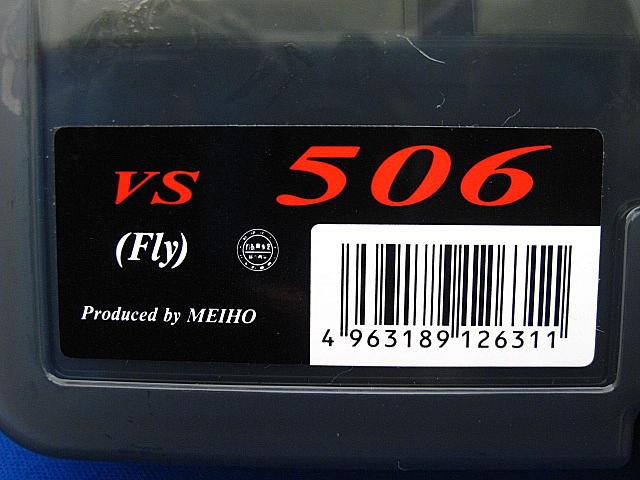 VS 506
(Fly)
Produced by MEIHO
4 963189 126311